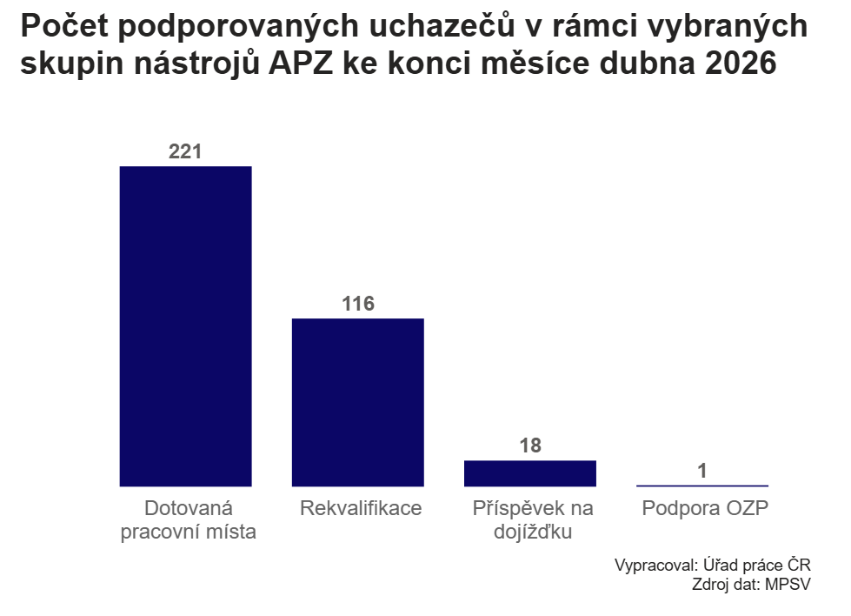 Počet podporovaných uchazečů v rámci vybraných
skupin nástrojů APZ ke konci měsíce dubna 2026
221
116
18
1
Dotovaná
pracovní místa
Rekvalifikace
Příspěvek na
dojížďku
Podpora OZP
Vypracoval: Úřad práce ČR
Zdroj dat: MPSV